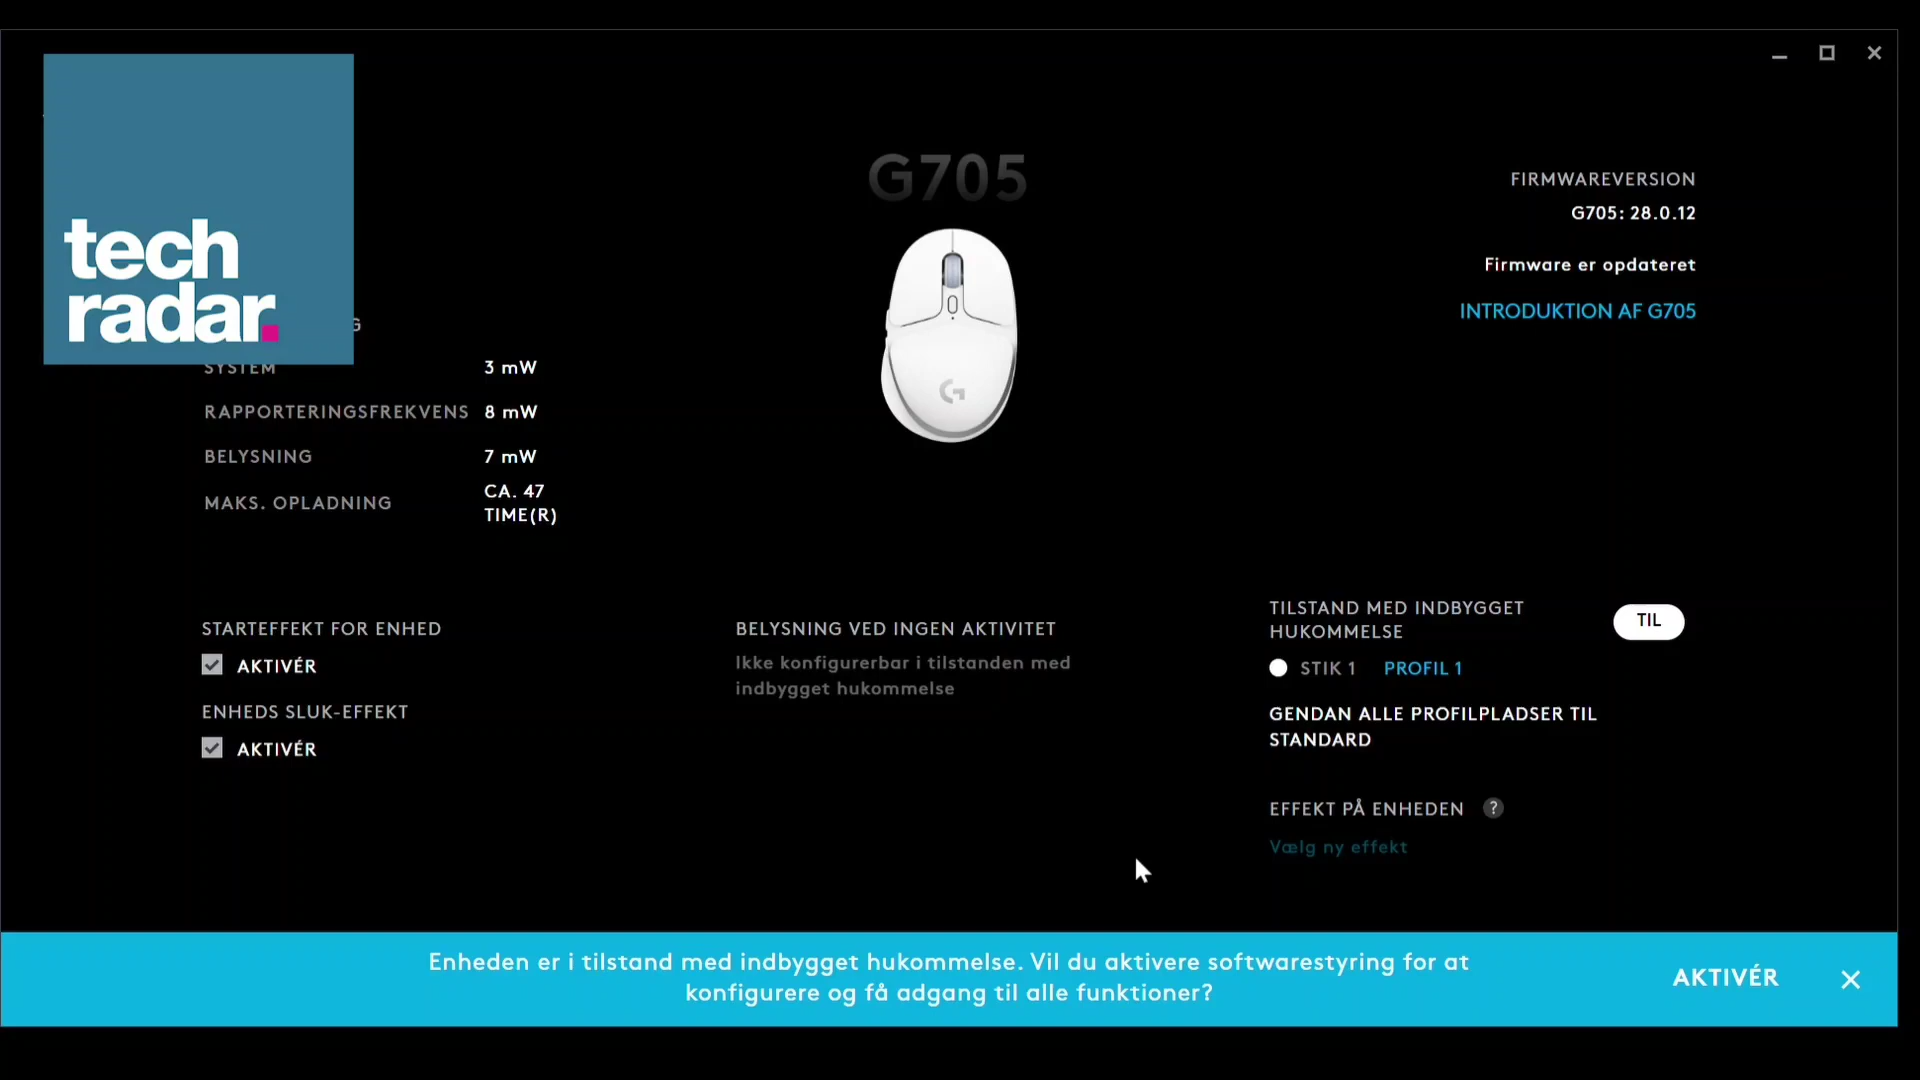 tech
radar.
G705
FIRMWAREVERSION
G705: 28.0.12
Firmware er opdateret
INTRODUKTION AF G705
SYSTEM 3 mW
RAPPORTERINGSFREKVENS 8 mW
BELYSNING 7 mW
MAKS. OPLADNING CA. 47
TIME(R)
STARTEFFEKT FOR ENHED
AKTIVÉR
ENHEDS SLUK-EFFEKT
AKTIVÉR
BELYSNING VED INGEN AKTIVITET
Ikke konfigurerbar i tilstanden med
indbygget hukommelse
TILSTAND MED INDBYGGET
HUKOMMELSE
TIL
STIK 1 PROFIL 1
GENDAN ALLE PROFILPLADSER TIL
STANDARD
EFFEKT PÅ ENHEDEN ?
Vælg ny effekt
Enheden er i tilstand med indbygget hukommelse. Vil du aktivere softwarestyring for at
konfigurere og få adgang til alle funktioner?
AKTIVÉR